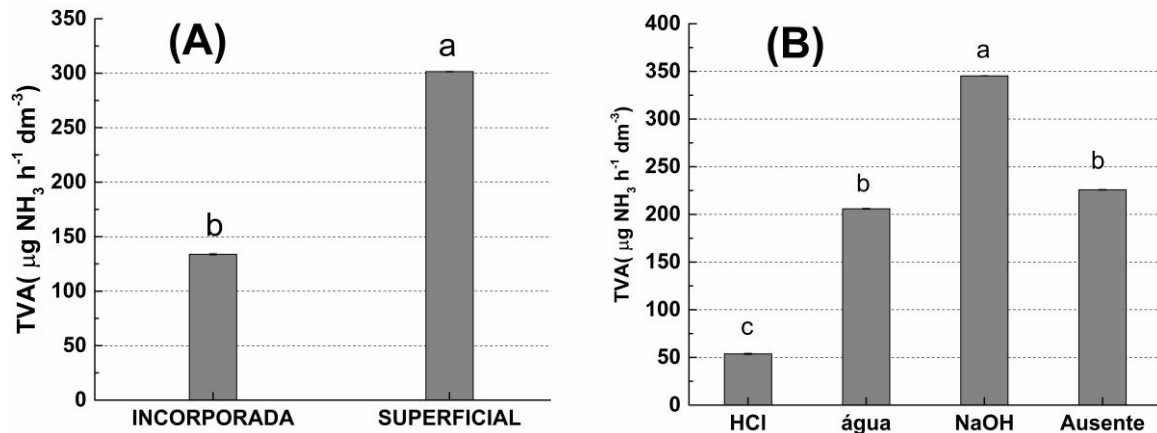 (A)
TVA( μg NH₃ h⁻¹ dm⁻³)
350
300
250
200
150
100
50
0
b
a
INCORPORADA
SUPERFICIAL
(B)
TVA( μg NH₃ h⁻¹ dm⁻³)
400
350
300
250
200
150
100
50
0
c
b
a
b
HCl
água
NaOH
Ausente